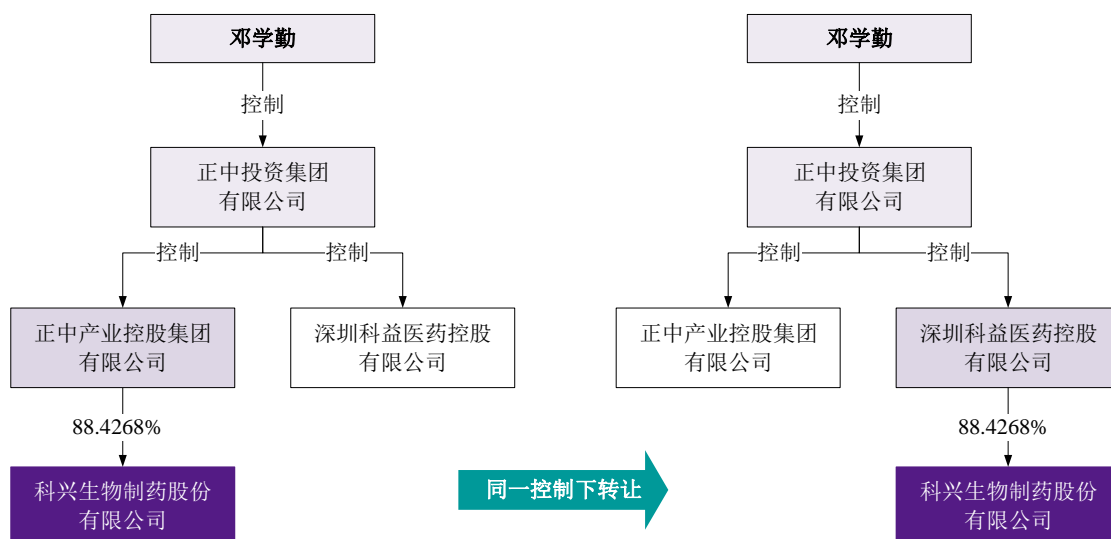 邓学勤
控制
正中投资集团
有限公司
控制
控制
正中产业控股集团
有限公司
深圳科益医药控股
有限公司
88.4268%
科兴生物制药股份
有限公司
同一控制下转让
邓学勤
控制
正中投资集团
有限公司
控制
控制
正中产业控股集团
有限公司
深圳科益医药控股
有限公司
88.4268%
科兴生物制药股份
有限公司